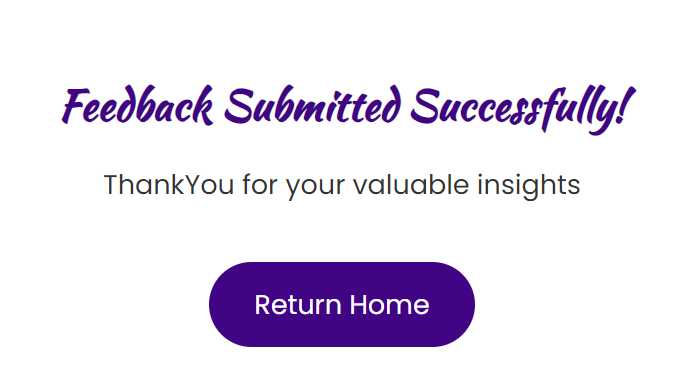 Feedback Submitted Successfully!
ThankYou for your valuable insights
Return Home